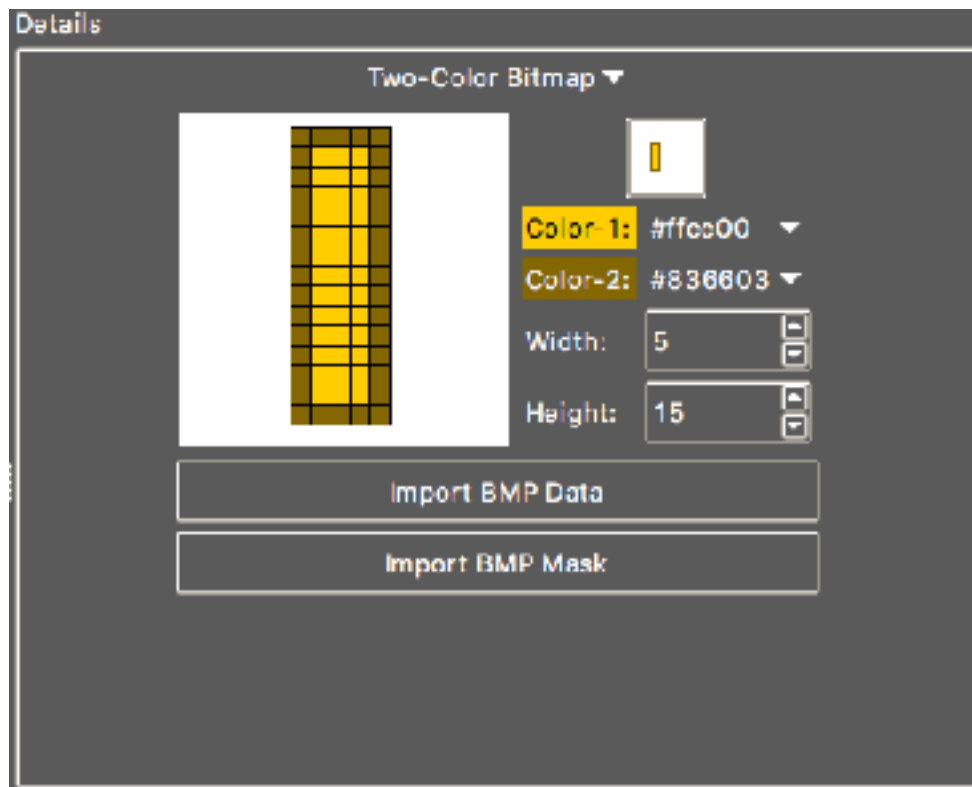 Details
Two-Color Bitmap
Color-1: #ffcc00
Color-2: #836603
Width: 5
Height: 15
Import BMP Data
Import BMP Mask